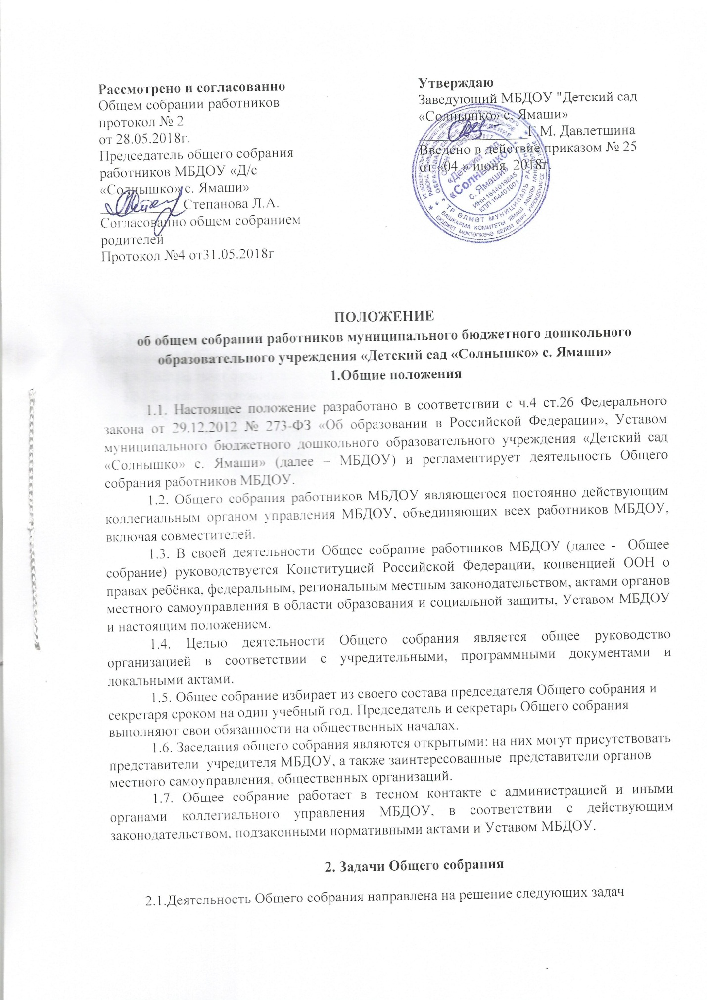 Рассмотрено и согласованно
Общем собрании работников
протокол № 2
от 28.05.2018г.
Председатель общего собрания
работников МБДОУ «Д/с
«Солнышко» с. Ямаши»
Степанова Л.А.
Согласованно общем собранием
родителей
Протокол №4 от31.05.2018г
Утверждаю
Заведующий МБДОУ "Детский сад
«Солнышко» с. Ямаши»
Г.М. Давлетшина
Введено в действие приказом № 25
от «04 » июня 2018г.
«Детский сад
«Солнышко»
с. Ямаши»
ИНН 1644019845
КПП 164401001
ПОЛОЖЕНИЕ
об общем собрании работников муниципального бюджетного дошкольного
образовательного учреждения «Детский сад «Солнышко» с. Ямаши»
1.Общие положения
1.1. Настоящее положение разработано в соответствии с ч.4 ст.26 Федерального
закона от 29.12.2012 № 273-ФЗ «Об образовании в Российской Федерации», Уставом
муниципального бюджетного дошкольного образовательного учреждения «Детский сад
«Солнышко» с. Ямаши» (далее – МБДОУ) и регламентирует деятельность Общего
собрания работников МБДОУ.
1.2. Общего собрания работников МБДОУ являющегося постоянно действующим
коллегиальным органом управления МБДОУ, объединяющих всех работников МБДОУ,
включая совместителей.
1.3. В своей деятельности Общее собрание работников МБДОУ (далее - Общее
собрание) руководствуется Конституцией Российской Федерации, конвенцией ООН о
правах ребёнка, федеральным, региональным местным законодательством, актами органов
местного самоуправления в области образования и социальной защиты, Уставом МБДОУ
и настоящим положением.
1.4. Целью деятельности Общего собрания является общее руководство
организацией в соответствии с учредительными, программными документами и
локальными актами.
1.5. Общее собрание избирает из своего состава председателя Общего собрания и
секретаря сроком на один учебный год. Председатель и секретарь Общего собрания
выполняют свои обязанности на общественных началах.
1.6. Заседания общего собрания являются открытыми: на них могут присутствовать
представители учредителя МБДОУ, а также заинтересованные представители органов
местного самоуправления, общественных организаций.
1.7. Общее собрание работает в тесном контакте с администрацией и иными
органами коллегиального управления МБДОУ, в соответствии с действующим
законодательством, подзаконными нормативными актами и Уставом МБДОУ.
2. Задачи Общего собрания
2.1.Деятельность Общего собрания направлена на решение следующих задач